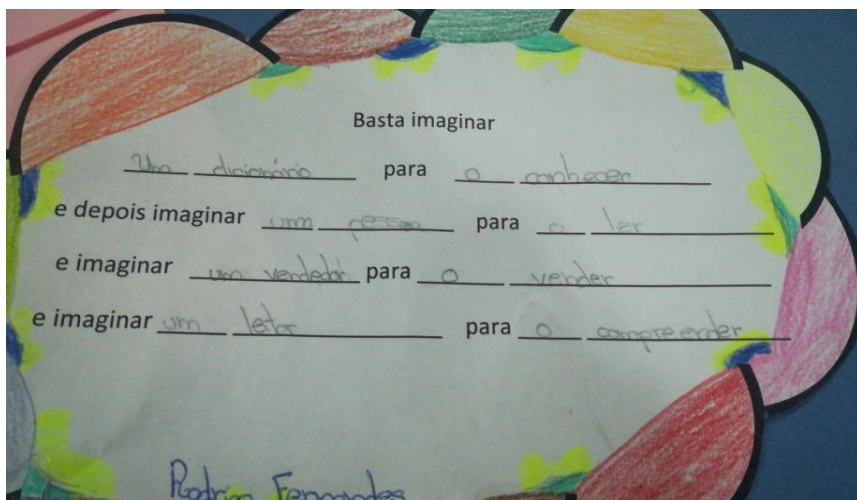 Basta imaginar
Um dicionário para o conhecer
e depois imaginar um pessoa para o ler
e imaginar um vendedor para o vender
e imaginar um leitor para o compreender
Rodrigo Fernandes